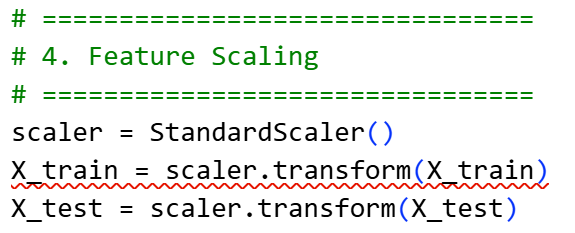 # ================================
# 4. Feature Scaling
# ================================
scaler = StandardScaler()
X_train = scaler.transform(X_train)
X_test = scaler.transform(X_test)